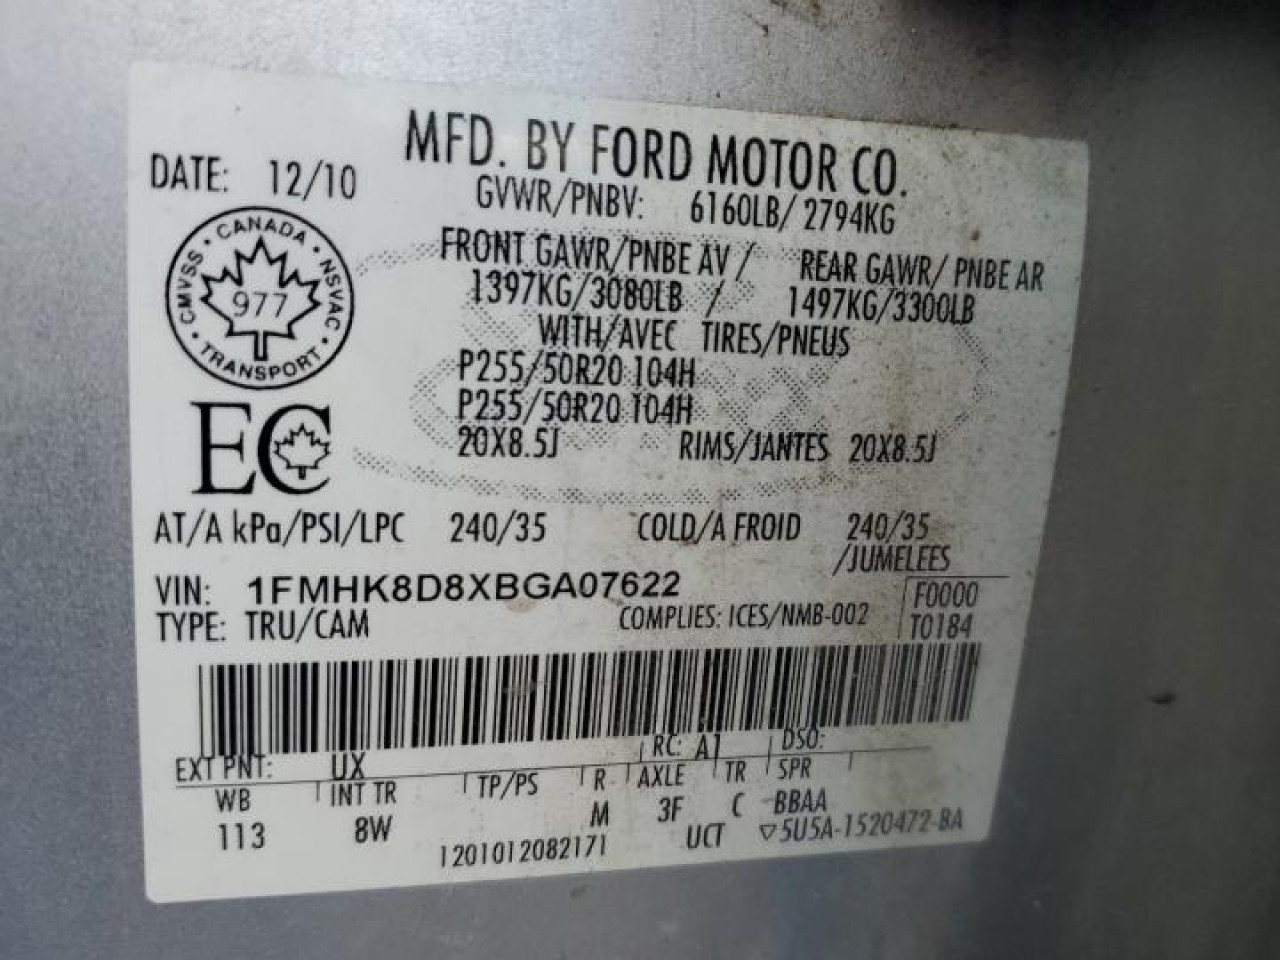 MFD. BY FORD MOTOR CO.
DATE: 12/10
GVWR/PNBV: 6160LB/ 2794KG
CMVSS • CANADA • NSVAC • TRANSPORT •
977
FRONT GAWR/PNBE AV / REAR GAWR/ PNBE AR
1397KG/3080LB / 1497KG/3300LB
WITH/AVEC TIRES/PNEUS
P255/50R20 104H
P255/50R20 104H
EC
20X8.5J RIMS/JANTES 20X8.5J
AT/A kPa/PSI/LPC 240/35 COLD/A FROID 240/35
/JUMELEES
VIN: 1FMHK8D8XBGA07622
F0000
TYPE: TRU/CAM COMPLIES: ICES/NMB-002 T0184
EXT PNT: UX RC: A1 DSO:
WB INT TR TP/PS R AXLE TR SPR
113 8W M 3F C BBAA
1201012082171 UCT ▽5U5A-1520472-BA